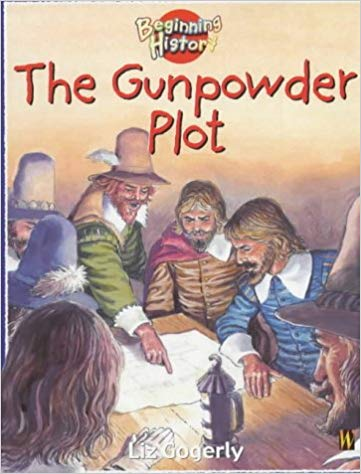 Beginning
History
The Gunpowder
Plot
Liz Gogerly
W